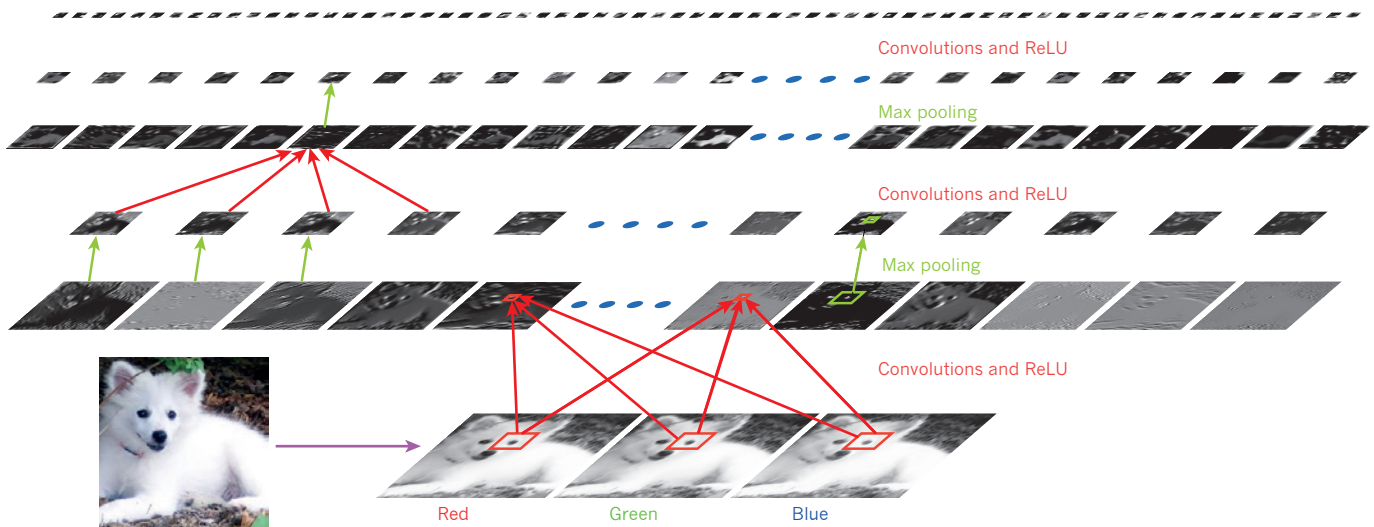 Convolutions and ReLU
Max pooling
Convolutions and ReLU
Max pooling
Convolutions and ReLU
Red
Green
Blue